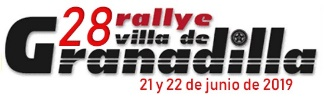 28 rallye
villa de
Granadilla
21 y 22 de junio de 2019